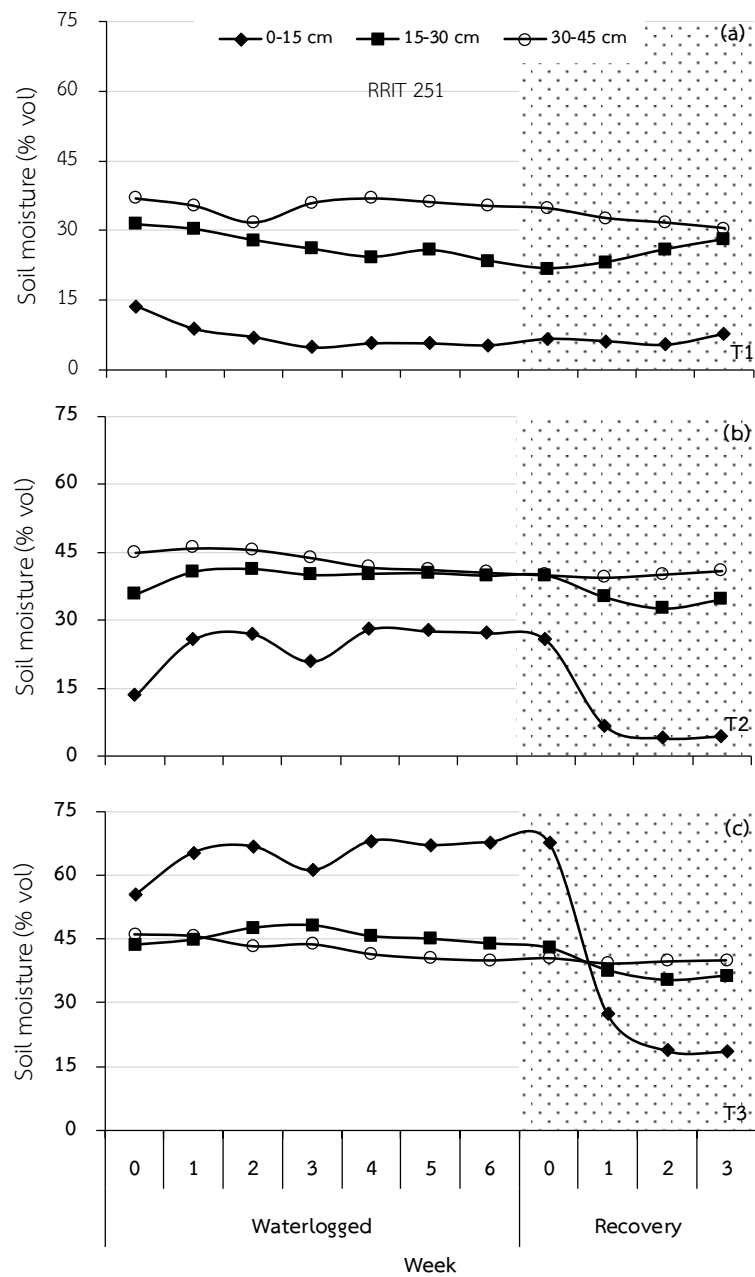 75
(a)
0-15 cm 15-30 cm 30-45 cm
RRIT 251
60
45
30
15
0
Soil moisture (% vol)
T1
75
(b)
60
45
30
15
0
Soil moisture (% vol)
T2
75
(c)
60
45
30
15
0
Soil moisture (% vol)
T3
0 1 2 3 4 5 6 0 1 2 3
Waterlogged Recovery
Week